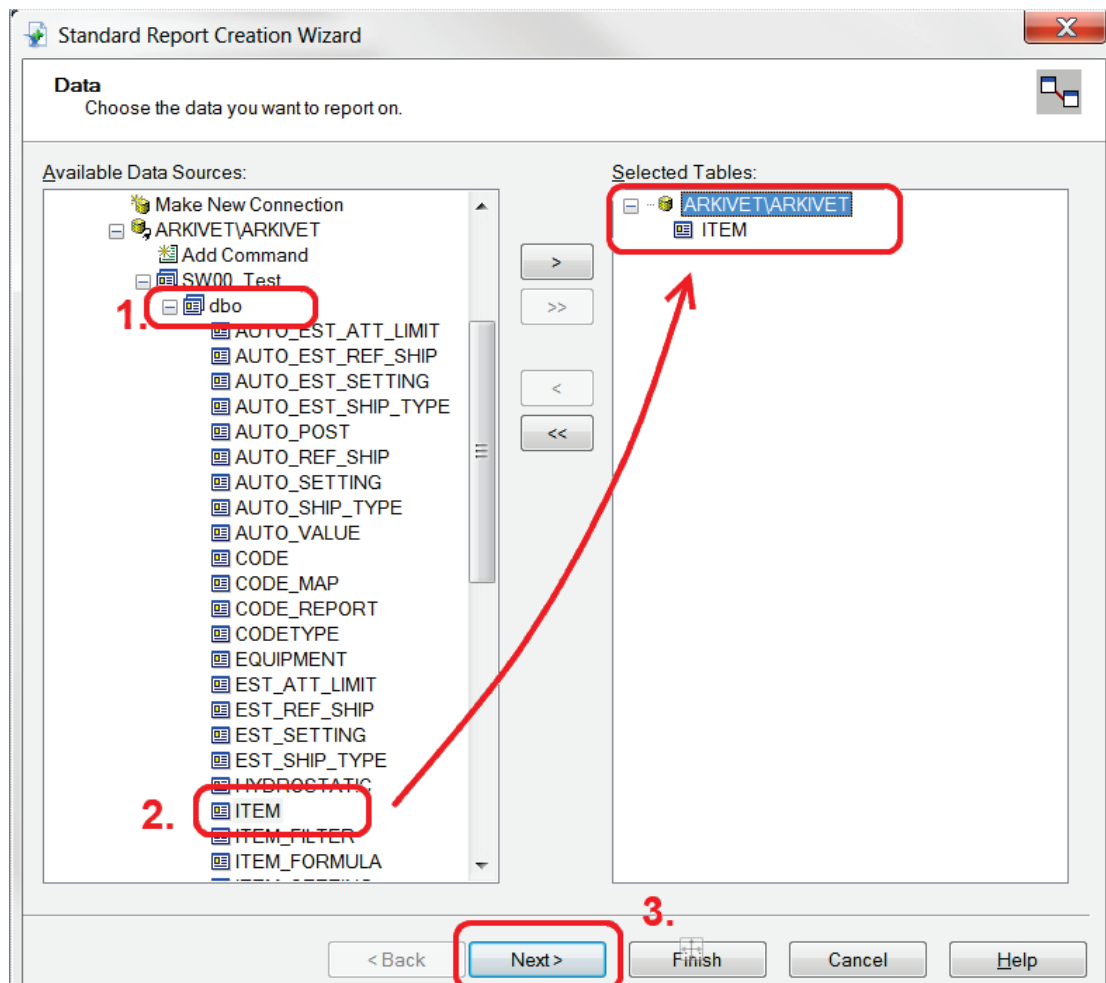 Standard Report Creation Wizard
X
Data
Choose the data you want to report on.
Available Data Sources:
Make New Connection
ARKIVET\ARKIVET
Add Command
SW00_Test
1.
dbo
AUTO_EST_ATT_LIMIT
AUTO_EST_REF_SHIP
AUTO_EST_SETTING
AUTO_EST_SHIP_TYPE
AUTO_POST
AUTO_REF_SHIP
AUTO_SETTING
AUTO_SHIP_TYPE
AUTO_VALUE
CODE
CODE_MAP
CODE_REPORT
CODETYPE
EQUIPMENT
EST_ATT_LIMIT
EST_REF_SHIP
EST_SETTING
EST_SHIP_TYPE
HYDROSTATIC
2.
ITEM
ITEM_FILTER
ITEM_FORMULA
>
>>
<
<<
Selected Tables:
ARKIVET\ARKIVET
ITEM
3.
< Back
Next >
Finish
Cancel
Help